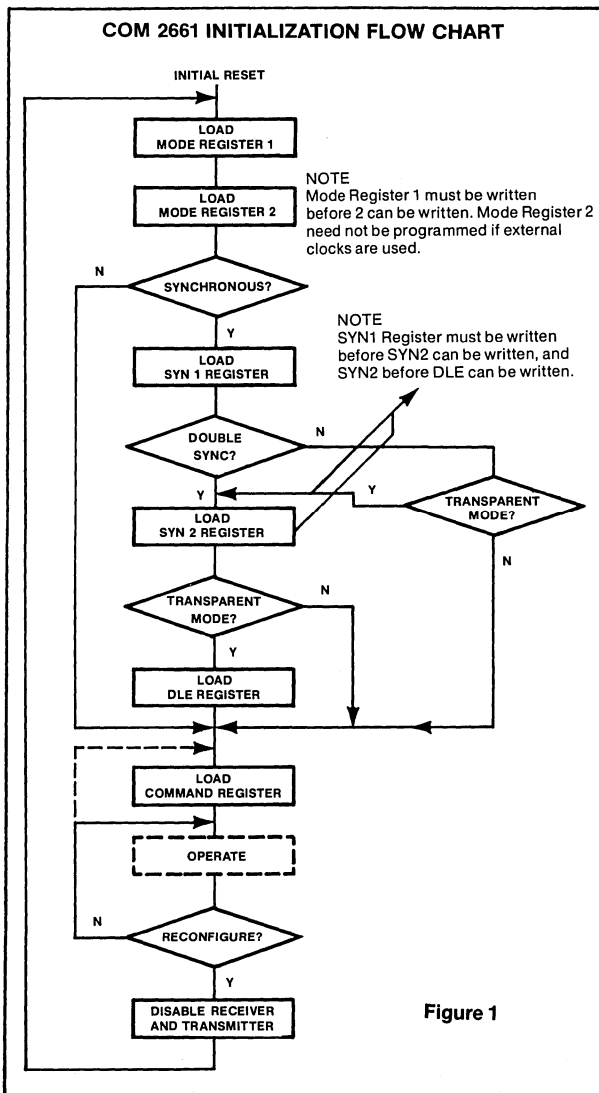 COM 2661 INITIALIZATION FLOW CHART
INITIAL RESET
LOAD
MODE REGISTER 1
LOAD
MODE REGISTER 2
NOTE
Mode Register 1 must be written
before 2 can be written. Mode Register 2
need not be programmed if external
clocks are used.
N
SYNCHRONOUS?
Y
NOTE
SYN1 Register must be written
before SYN2 can be written, and
SYN2 before DLE can be written.
LOAD
SYN 1 REGISTER
DOUBLE
SYNC?
N
Y
Y
TRANSPARENT
MODE?
LOAD
SYN 2 REGISTER
N
TRANSPARENT
MODE?
N
Y
LOAD
DLE REGISTER
LOAD
COMMAND REGISTER
OPERATE
N
RECONFIGURE?
Y
DISABLE RECEIVER
AND TRANSMITTER
Figure 1